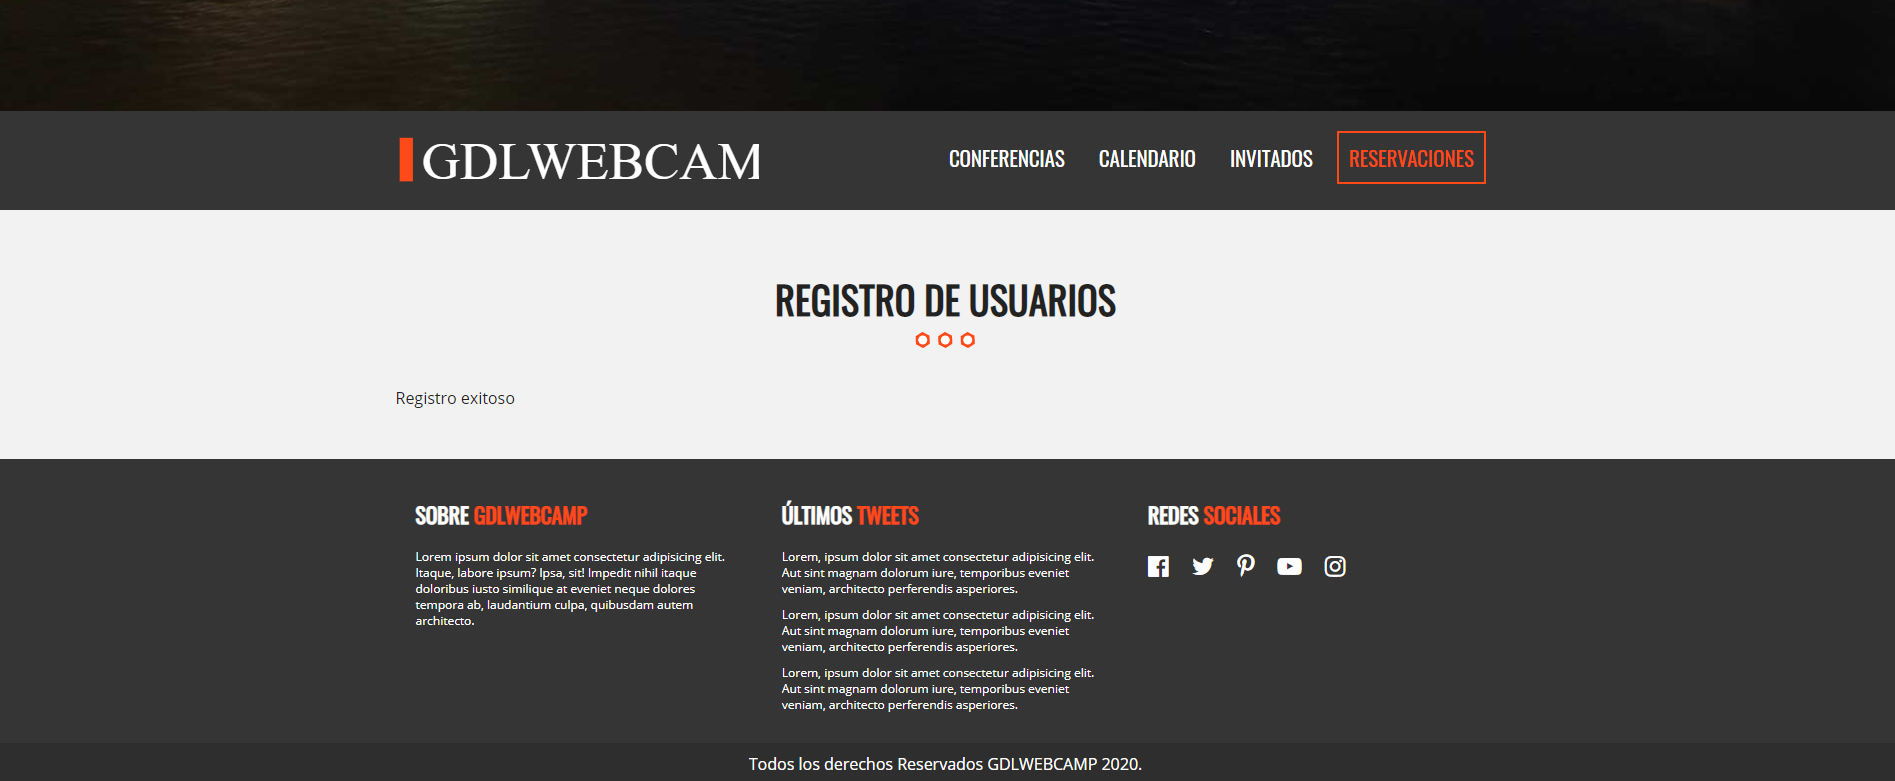 GDLWEBCAM
CONFERENCIAS
CALENDARIO
INVITADOS
RESERVACIONES
REGISTRO DE USUARIOS
Registro exitoso
SOBRE GDLWEBCAMP
Lorem ipsum dolor sit amet consectetur adipisicing elit.
Itaque, labore ipsum? Ipsa, sit! Impedit nihil itaque
doloribus iusto similique at eveniet neque dolores
tempora ab, laudantium culpa, quibusdam autem
architecto.
ÚLTIMOS TWEETS
Lorem, ipsum dolor sit amet consectetur adipisicing elit.
Aut sint magnam dolorum iure, temporibus eveniet
veniam, architecto perferendis asperiores.
Lorem, ipsum dolor sit amet consectetur adipisicing elit.
Aut sint magnam dolorum iure, temporibus eveniet
veniam, architecto perferendis asperiores.
Lorem, ipsum dolor sit amet consectetur adipisicing elit.
Aut sint magnam dolorum iure, temporibus eveniet
veniam, architecto perferendis asperiores.
REDES SOCIALES
Todos los derechos Reservados GDLWEBCAMP 2020.